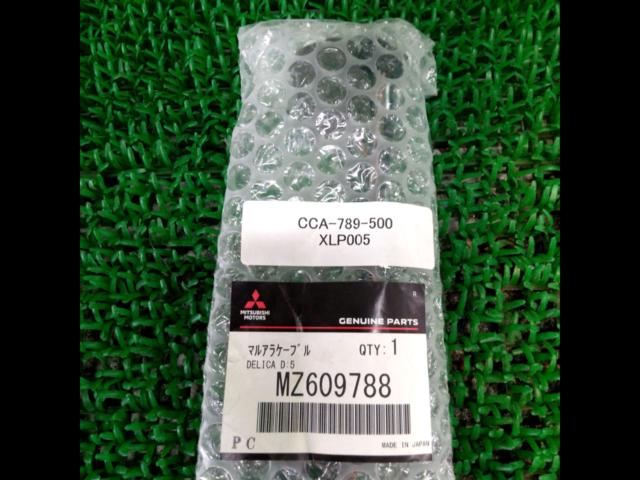 CCA-789-500
XLP005
MITSUBISHI
MOTORS
R
GENUINE PARTS
マルアラケーブル QTY: 1
DELICA D:5
MZ609788
PC MADE IN JAPAN